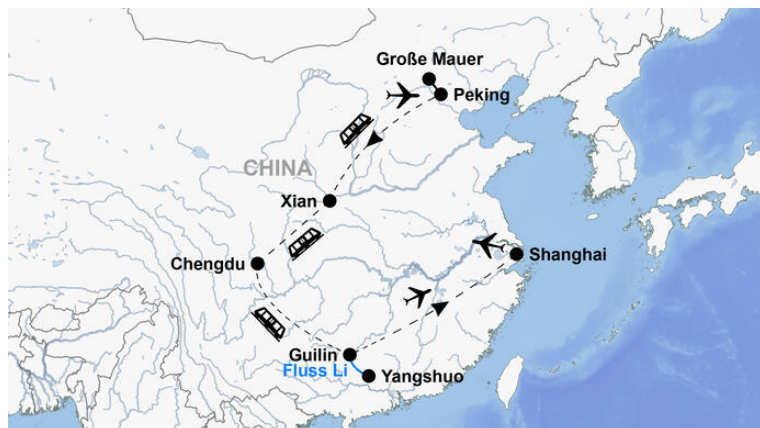 Große Mauer
Peking
CHINA
Xian
Shanghai
Chengdu
Guilin
Fluss Li
Yangshuo